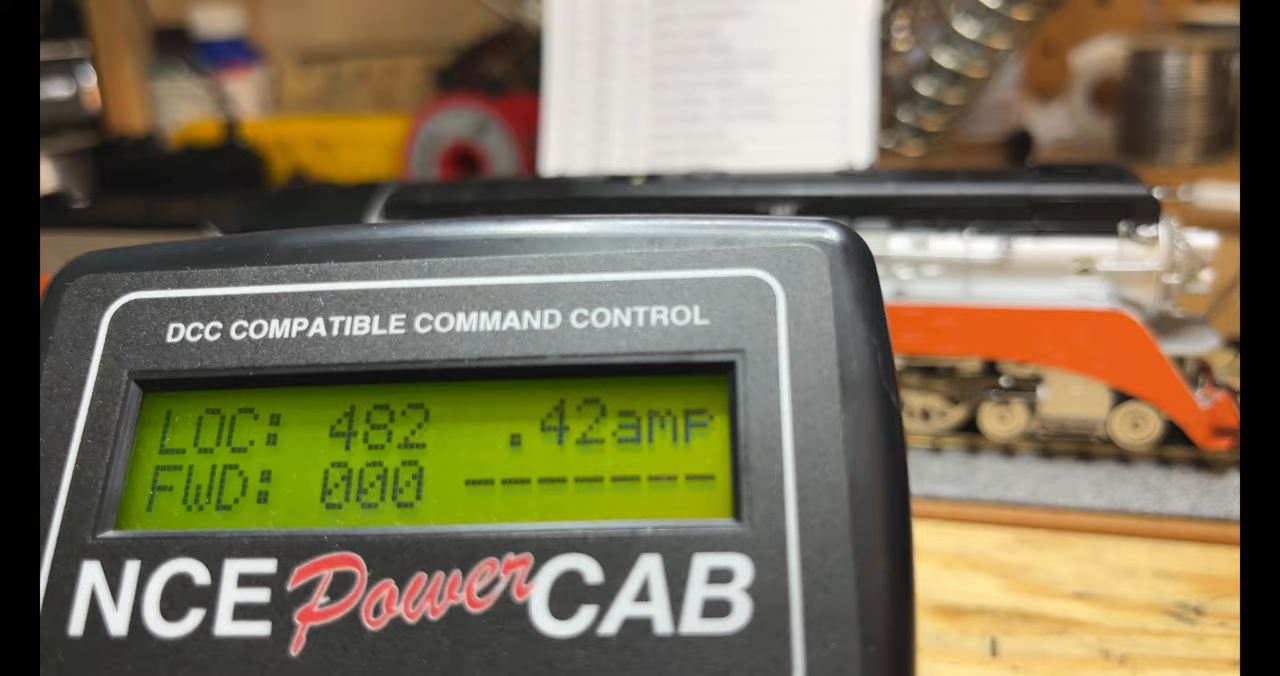 DCC COMPATIBLE COMMAND CONTROL
LOC: 482 .42amp
FWD: 000 -------
NCE Power CAB